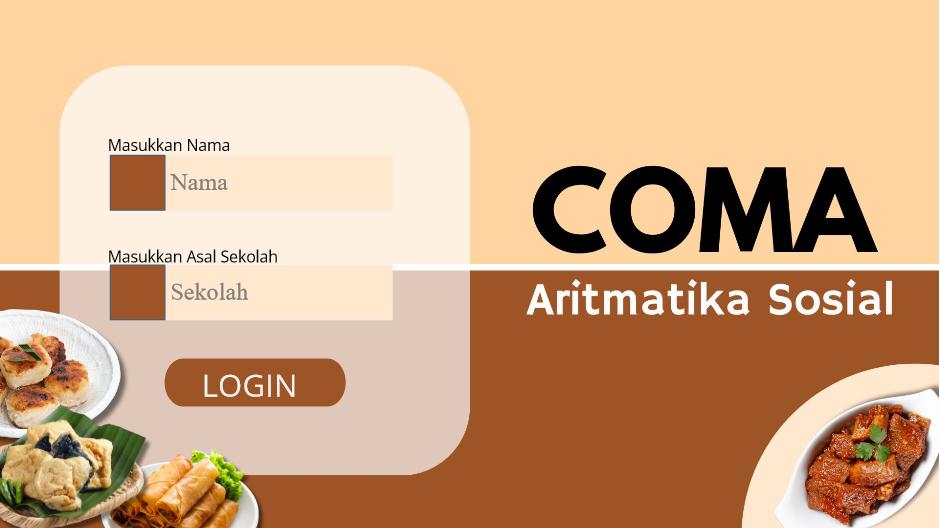 Masukkan Nama
Nama
Masukkan Asal Sekolah
Sekolah
LOGIN
COMA
Aritmatika Sosial